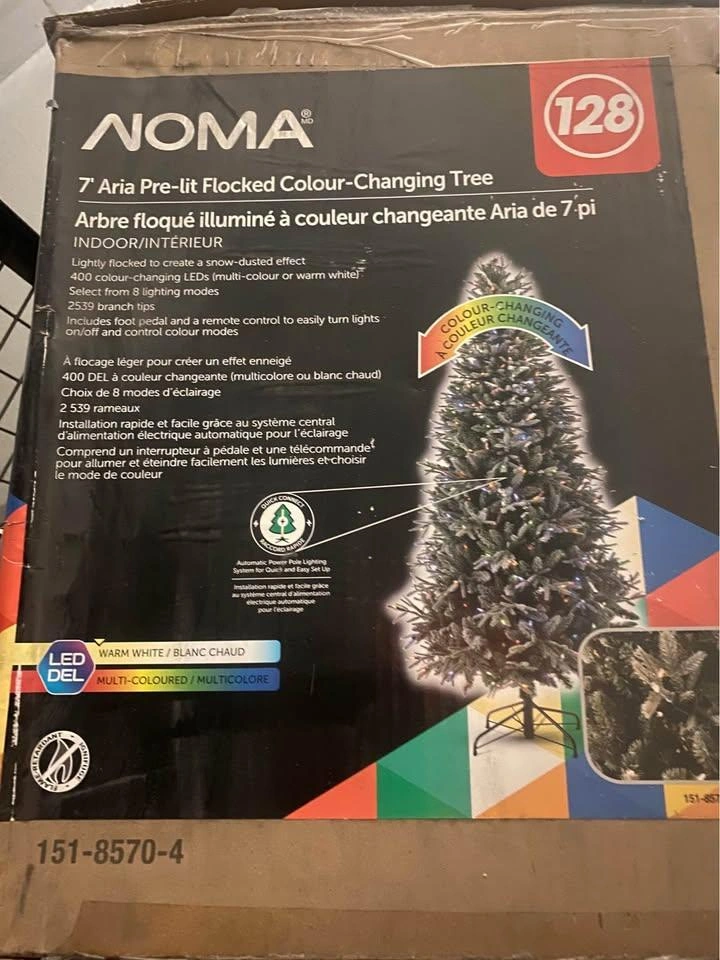 NOMA®
MD
128
7' Aria Pre-lit Flocked Colour-Changing Tree
Arbre floqué illuminé à couleur changeante Aria de 7 pi
INDOOR/INTÉRIEUR
Lightly flocked to create a snow-dusted effect
400 colour-changing LEDs (multi-colour or warm white)
Select from 8 lighting modes
2539 branch tips
Includes foot pedal and a remote control to easily turn lights
on/off and control colour modes
À flocage léger pour créer un effet enneigé
400 DEL à couleur changeante (multicolore ou blanc chaud)
Choix de 8 modes d'éclairage
2 539 rameaux
Installation rapide et facile grâce au système central
d'alimentation électrique automatique pour l'éclairage
Comprend un interrupteur à pédale et une télécommande
pour allumer et éteindre facilement les lumières et choisir
le mode de couleur
COLOUR-CHANGING
À COULEUR CHANGEANTE
QUICK CONNECT
RACCORD RAPIDE
Automatic Power Pole Lighting
System for Quick and Easy Set Up
Installation rapide et facile grâce
au système central d'alimentation
électrique automatique
pour l'éclairage
LED
DEL
WARM WHITE / BLANC CHAUD
MULTI-COLOURED / MULTICOLORE
FLAME RETARDANT
IGNIFUGE
151-857
151-8570-4